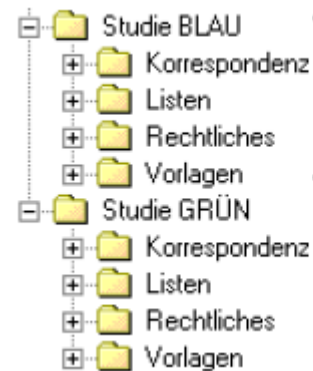 Studie BLAU
Korrespondenz
Listen
Rechtliches
Vorlagen
Studie GRÜN
Korrespondenz
Listen
Rechtliches
Vorlagen